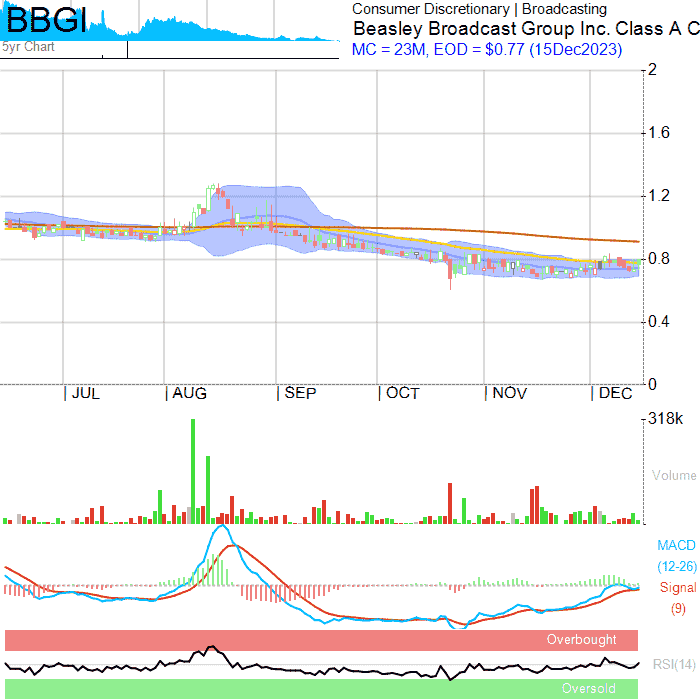 BBGI
5yr Chart
Consumer Discretionary | Broadcasting
Beasley Broadcast Group Inc. Class A C
MC = 23M, EOD = $0.77 (15Dec2023)
2
1.6
1.2
0.8
0.4
0
| JUL | AUG | SEP | OCT | NOV | DEC
318k
Volume
MACD
(12-26)
Signal
(9)
Overbought
RSI(14)
Oversold